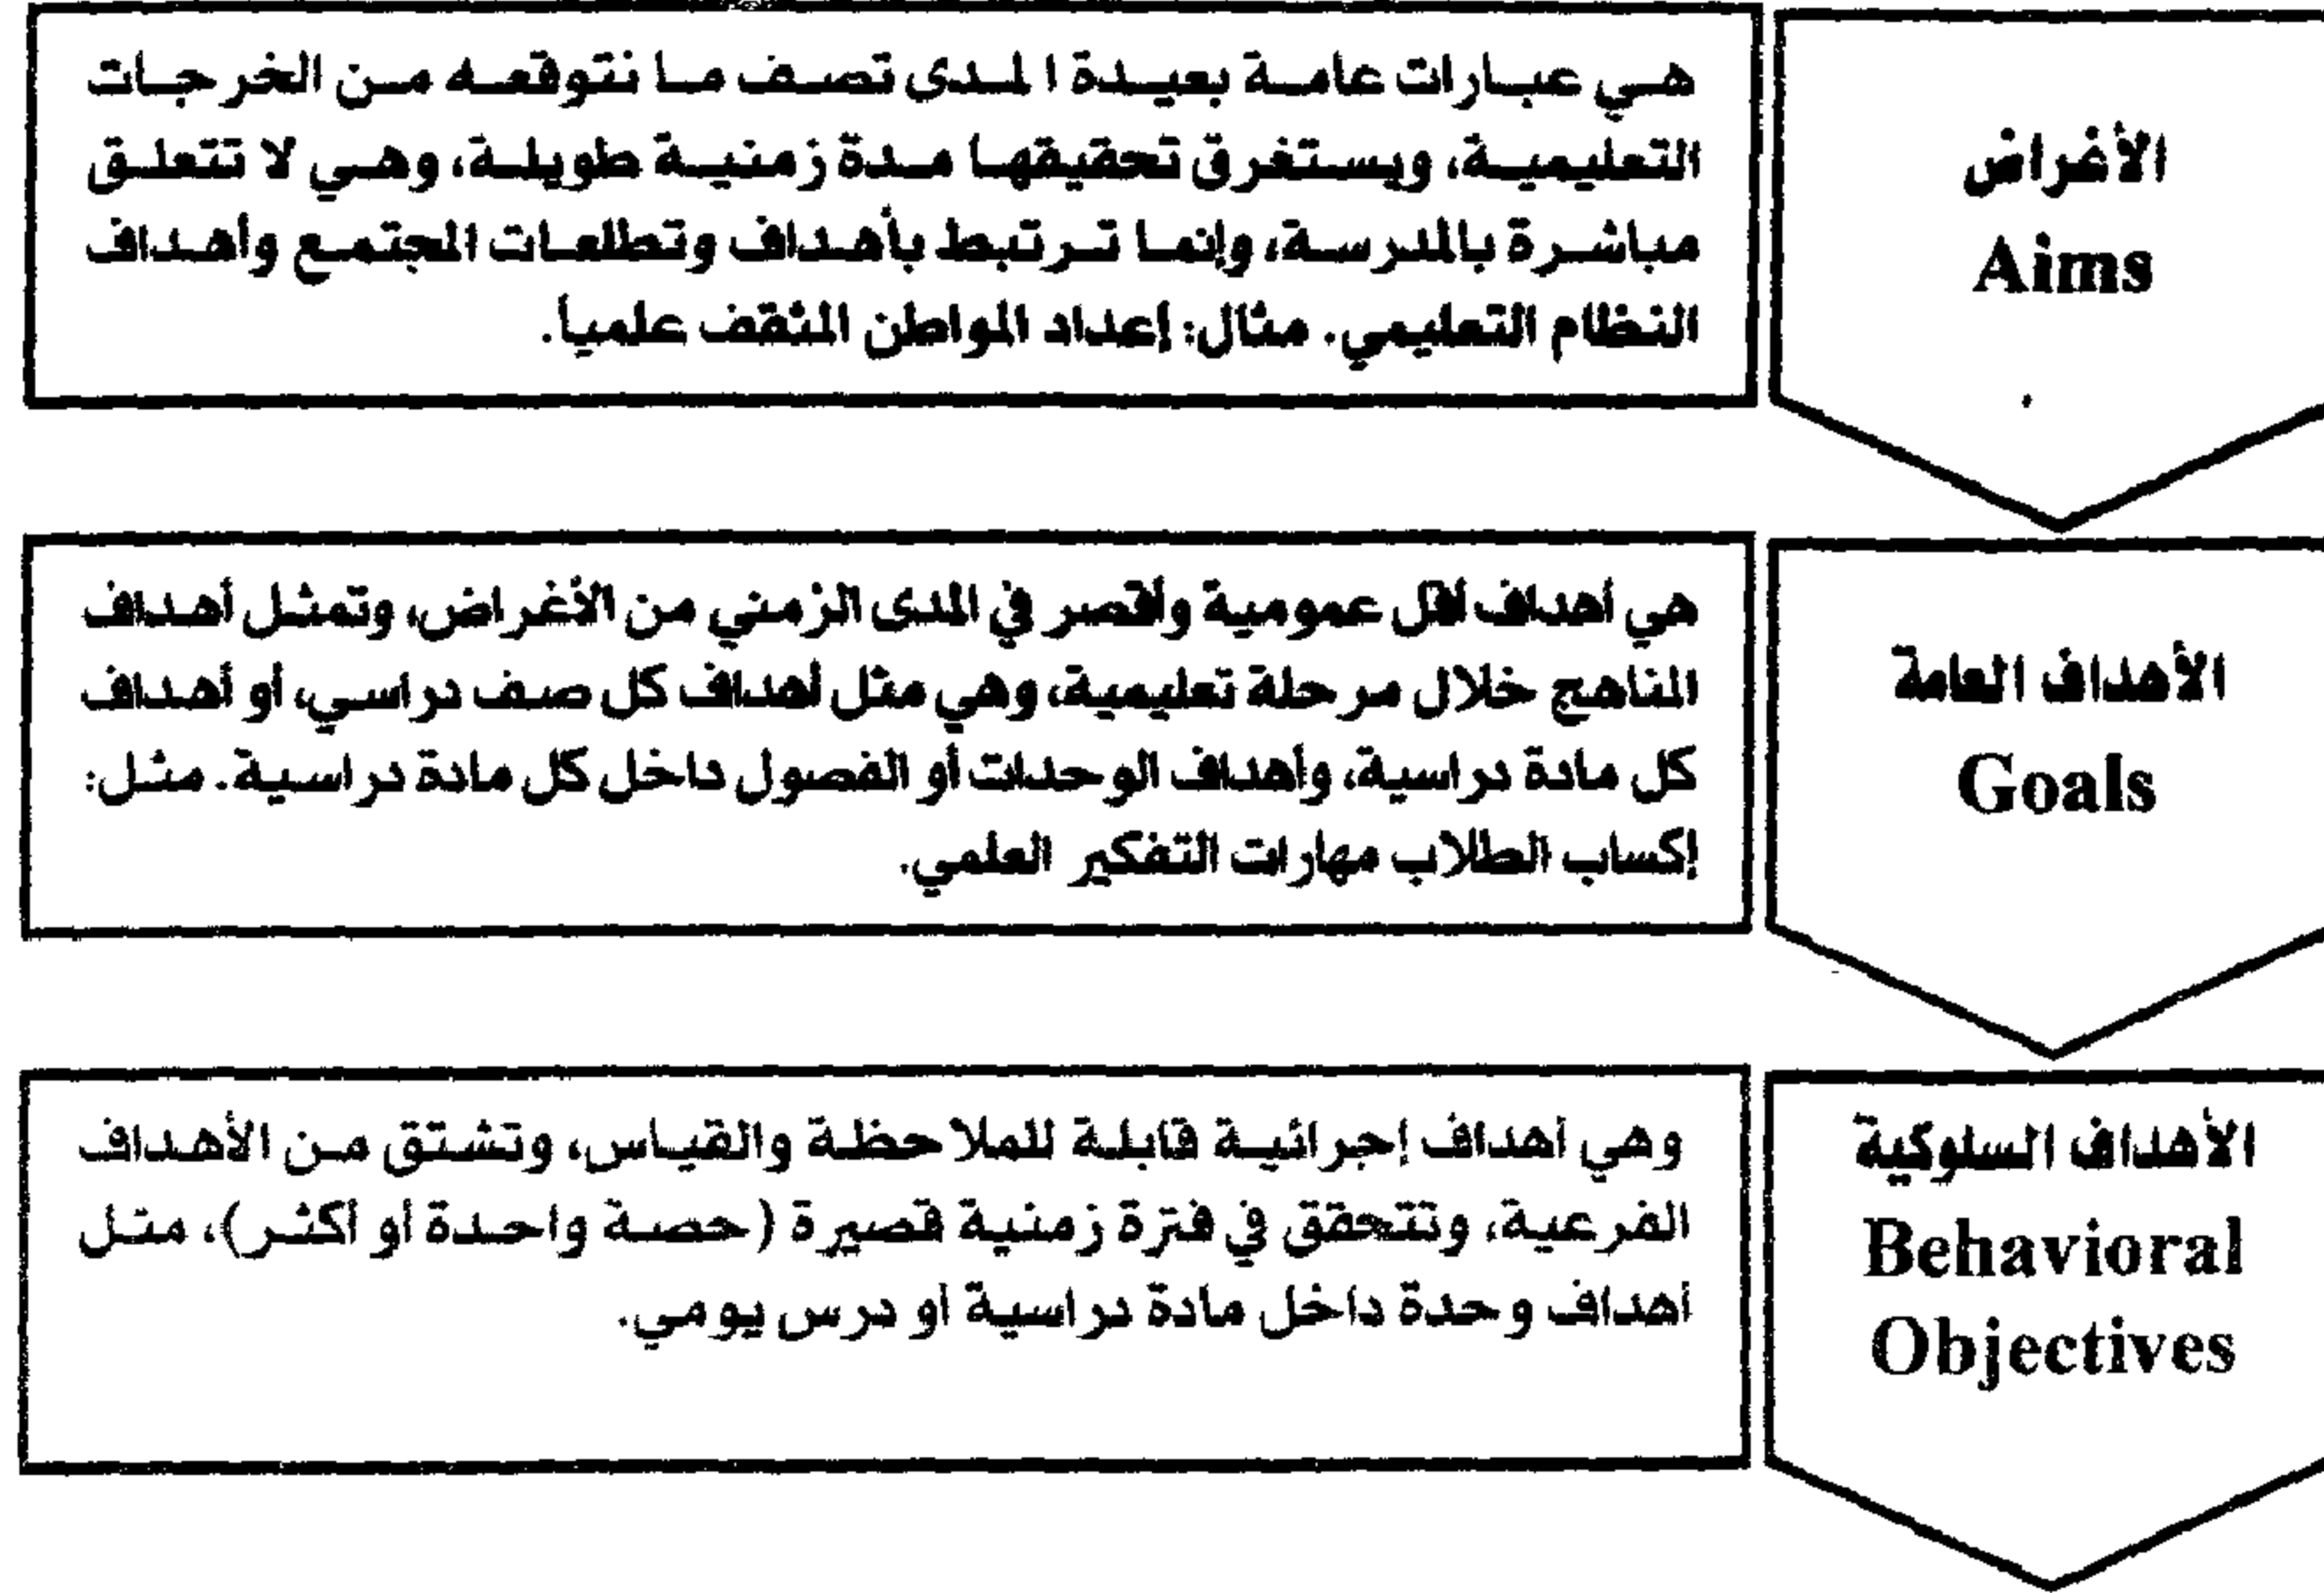 الأغراض
Aims
هي عبارات عامة بعيدة المدى تصف ما نتوقعه من الخرجات
التعليمية، ويستغرق تحقيقها مدة زمنية طويلة، وهي لا تتعلق
مباشرة بالمدرسة، وإنما ترتبط بأهداف وتطلعات المجتمع وأهداف
النظام التعليمي. مثال: إعداد المواطن المثقف علمياً.
الأهداف العامة
Goals
هي أهداف أقل عمومية وأقصر في المدى الزمني من الأغراض، وتمثل أهداف
المناهج خلال مرحلة تعليمية، وهي مثل أهداف كل صف دراسي، أو أهداف
كل مادة دراسية، وأهداف الوحدات أو الفصول داخل كل مادة دراسية. مثل:
إكساب الطلاب مهارات التفكير العلمي.
الأهداف السلوكية
Behavioral
Objectives
وهي أهداف إجرائية قابلة للملاحظة والقياس، وتشتق من الأهداف
الفرعية، وتتحقق في فترة زمنية قصيرة (حصة واحدة أو أكثر)، مثل
أهداف وحدة داخل مادة دراسية أو درس يومي.